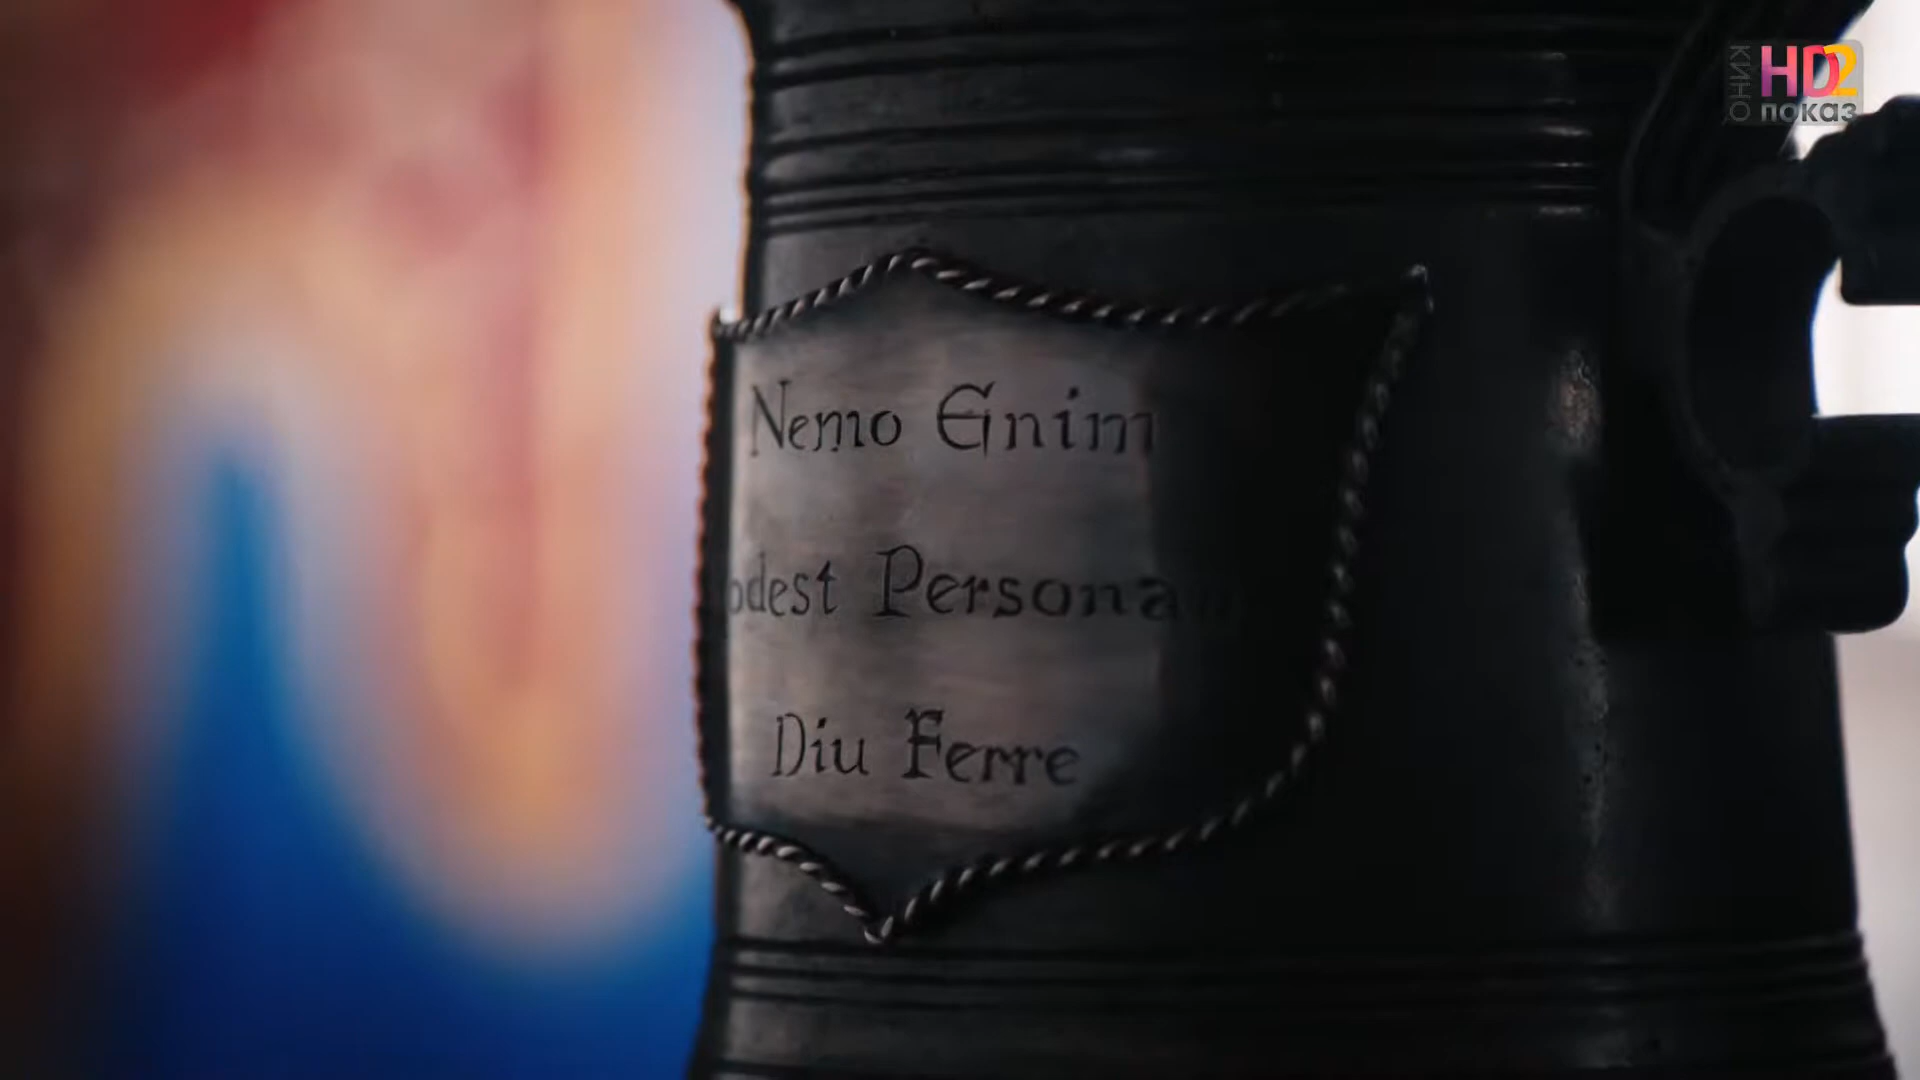 КИНО
HD2
показ
Nemo Enim
odest Persona
Diu Ferre